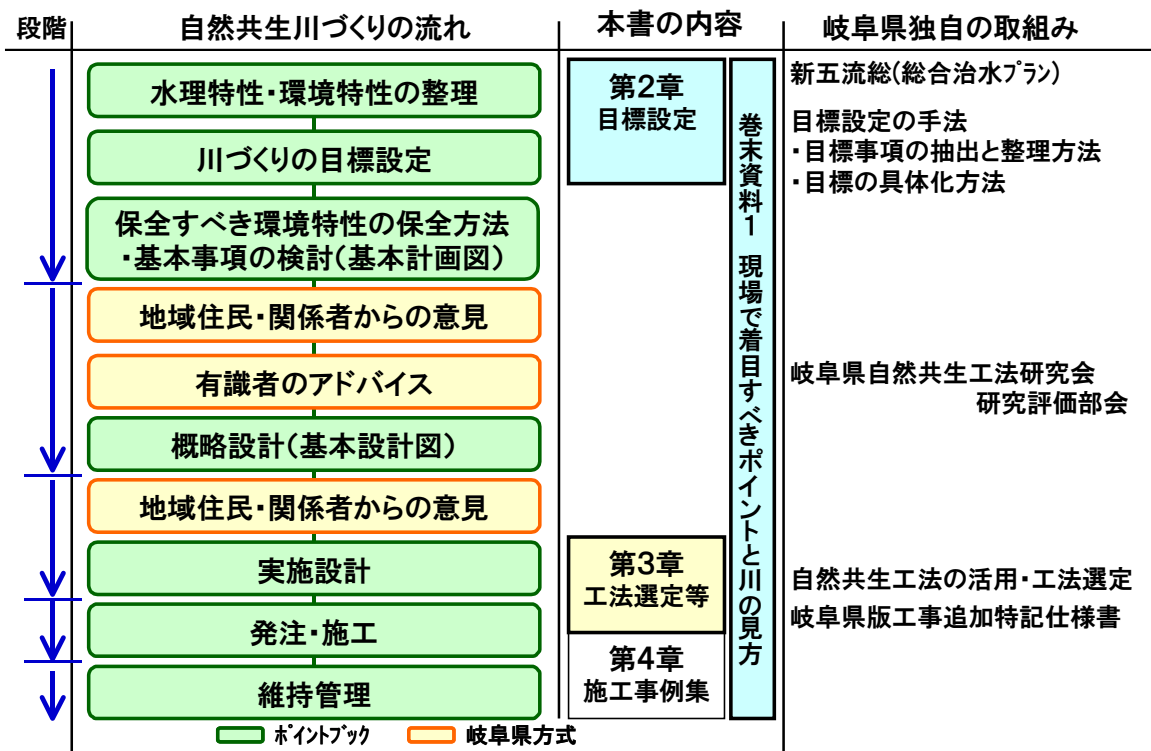 段階
自然共生川づくりの流れ
本書の内容
岐阜県独自の取組み
水理特性・環境特性の整理
川づくりの目標設定
保全すべき環境特性の保全方法
・基本事項の検討(基本計画図)
地域住民・関係者からの意見
有識者のアドバイス
概略設計(基本設計図)
地域住民・関係者からの意見
実施設計
発注・施工
維持管理
ﾎﾟｲﾝﾄﾌﾞｯｸ
岐阜県方式
第2章
目標設定
第3章
工法選定等
第4章
施工事例集
巻末資料1 現場で着目すべきポイントと川の見方
新五流総(総合治水ﾌﾟﾗﾝ)
目標設定の手法
・目標事項の抽出と整理方法
・目標の具体化方法
岐阜県自然共生工法研究会
研究評価部会
自然共生工法の活用・工法選定
岐阜県版工事追加特記仕様書